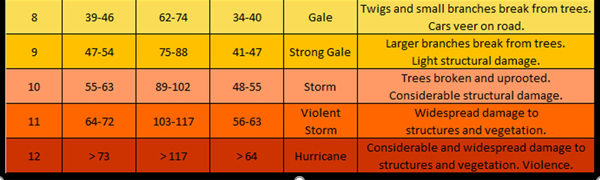 8 39-46 62-74 34-40 Gale Twigs and small branches break from trees.
Cars veer on road.
9 47-54 75-88 41-47 Strong Gale Larger branches break from trees.
Light structural damage.
10 55-63 89-102 48-55 Storm Trees broken and uprooted.
Considerable structural damage.
11 64-72 103-117 56-63 Violent
Storm Widespread damage to
structures and vegetation.
12 > 73 > 117 > 64 Hurricane Considerable and widespread damage to
structures and vegetation. Violence.